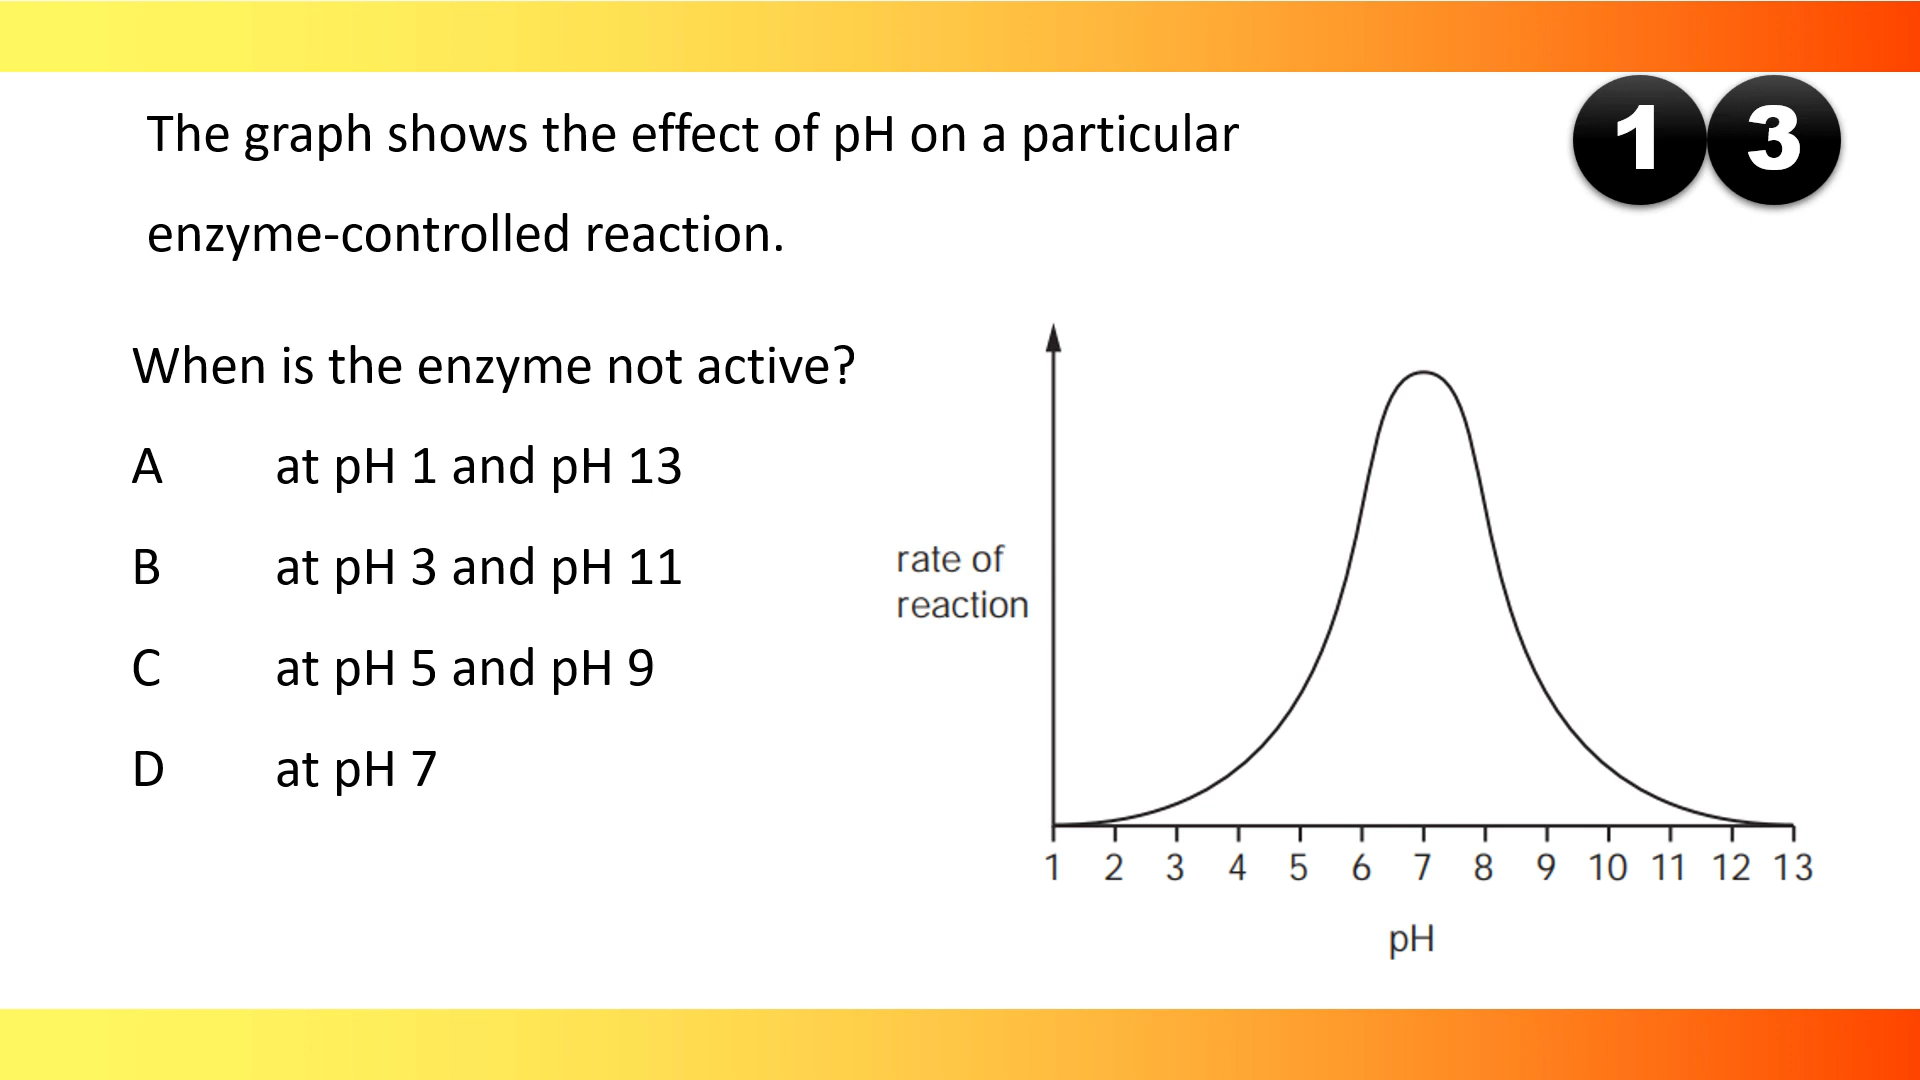 The graph shows the effect of pH on a particular
enzyme-controlled reaction.
1 3
When is the enzyme not active?
A at pH 1 and pH 13
B at pH 3 and pH 11
C at pH 5 and pH 9
D at pH 7
rate of
reaction
1 2 3 4 5 6 7 8 9 10 11 12 13
pH